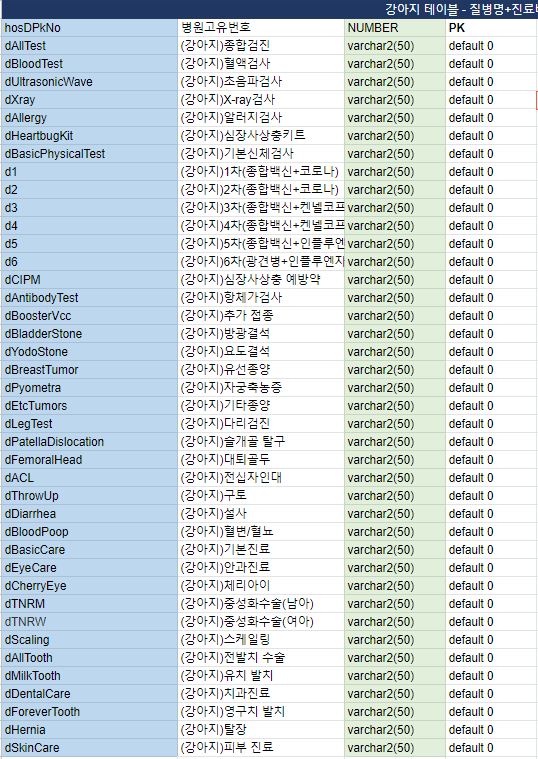 강아지 테이블 - 질병명+진료
hosDPkNo 병원고유번호 NUMBER PK
dAllTest (강아지)종합검진 varchar2(50) default 0
dBloodTest (강아지)혈액검사 varchar2(50) default 0
dUltrasonicWave (강아지)초음파검사 varchar2(50) default 0
dXray (강아지)X-ray검사 varchar2(50) default 0
dAllergy (강아지)알러지검사 varchar2(50) default 0
dHeartbugKit (강아지)심장사상충키트 varchar2(50) default 0
dBasicPhysicalTest (강아지)기본신체검사 varchar2(50) default 0
d1 (강아지)1차(종합백신+코로나) varchar2(50) default 0
d2 (강아지)2차(종합백신+코로나) varchar2(50) default 0
d3 (강아지)3차(종합백신+켄넬코프 varchar2(50) default 0
d4 (강아지)4차(종합백신+켄넬코프 varchar2(50) default 0
d5 (강아지)5차(종합백신+인플루엔 varchar2(50) default 0
d6 (강아지)6차(광견병+인플루엔자 varchar2(50) default 0
dCIPM (강아지)심장사상충 예방약 varchar2(50) default 0
dAntibodyTest (강아지)항체가검사 varchar2(50) default 0
dBoosterVcc (강아지)추가 접종 varchar2(50) default 0
dBladderStone (강아지)방광결석 varchar2(50) default 0
dYodoStone (강아지)요도결석 varchar2(50) default 0
dBreastTumor (강아지)유선종양 varchar2(50) default 0
dPyometra (강아지)자궁축농증 varchar2(50) default 0
dEtcTumors (강아지)기타종양 varchar2(50) default 0
dLegTest (강아지)다리검진 varchar2(50) default 0
dPatellaDislocation (강아지)슬개골 탈구 varchar2(50) default 0
dFemoralHead (강아지)대퇴골두 varchar2(50) default 0
dACL (강아지)전십자인대 varchar2(50) default 0
dThrowUp (강아지)구토 varchar2(50) default 0
dDiarrhea (강아지)설사 varchar2(50) default 0
dBloodPoop (강아지)혈변/혈뇨 varchar2(50) default 0
dBasicCare (강아지)기본진료 varchar2(50) default 0
dEyeCare (강아지)안과진료 varchar2(50) default 0
dCherryEye (강아지)체리아이 varchar2(50) default 0
dTNRM (강아지)중성화수술(남아) varchar2(50) default 0
dTNRW (강아지)중성화수술(여아) varchar2(50) default 0
dScaling (강아지)스케일링 varchar2(50) default 0
dAllTooth (강아지)전발치 수술 varchar2(50) default 0
dMilkTooth (강아지)유치 발치 varchar2(50) default 0
dDentalCare (강아지)치과진료 varchar2(50) default 0
dForeverTooth (강아지)영구치 발치 varchar2(50) default 0
dHernia (강아지)탈장 varchar2(50) default 0
dSkinCare (강아지)피부 진료 varchar2(50) default 0